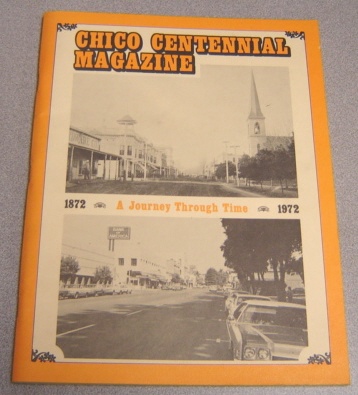 CHICO CENTENNIAL
MAGAZINE
1872 A Journey Through Time 1972